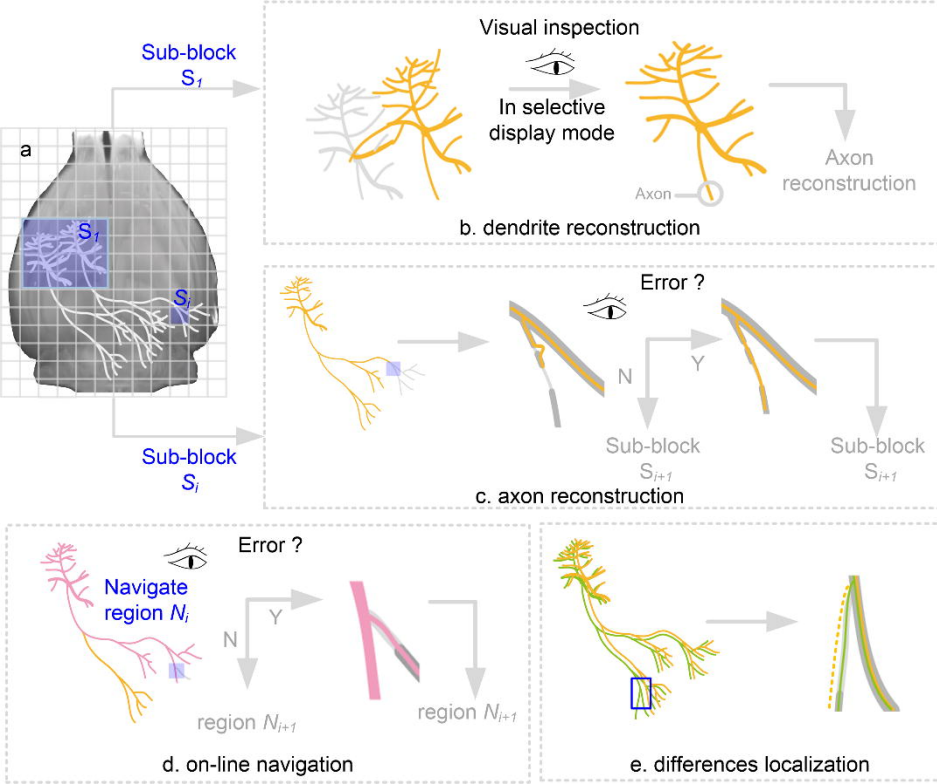 Sub-block
S1
a
S1
Si
Sub-block
Si
Visual inspection
In selective
display mode
Axon
Axon
reconstruction
b. dendrite reconstruction
Error ?
N
Y
Sub-block
Si+1
Sub-block
Si+1
c. axon reconstruction
Error ?
Navigate
region Ni
N
Y
region Ni+1
region Ni+1
d. on-line navigation
e. differences localization